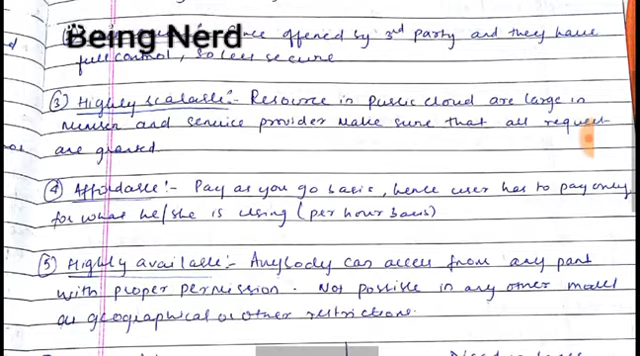 Being Nerd
offered by 3rd party and they have
full control, so less secure
③ Highly scalable:- Resource in Public cloud are large in
number and service provider make sure that all request
are granted.
④ Affordable:- Pay as you go basis, hence user has to pay only
for what he/she is using (per hour basis)
⑤ Highly available:- Anybody can access from any part
with proper permission. Not possible in any other model
as geographical or other restrictions.